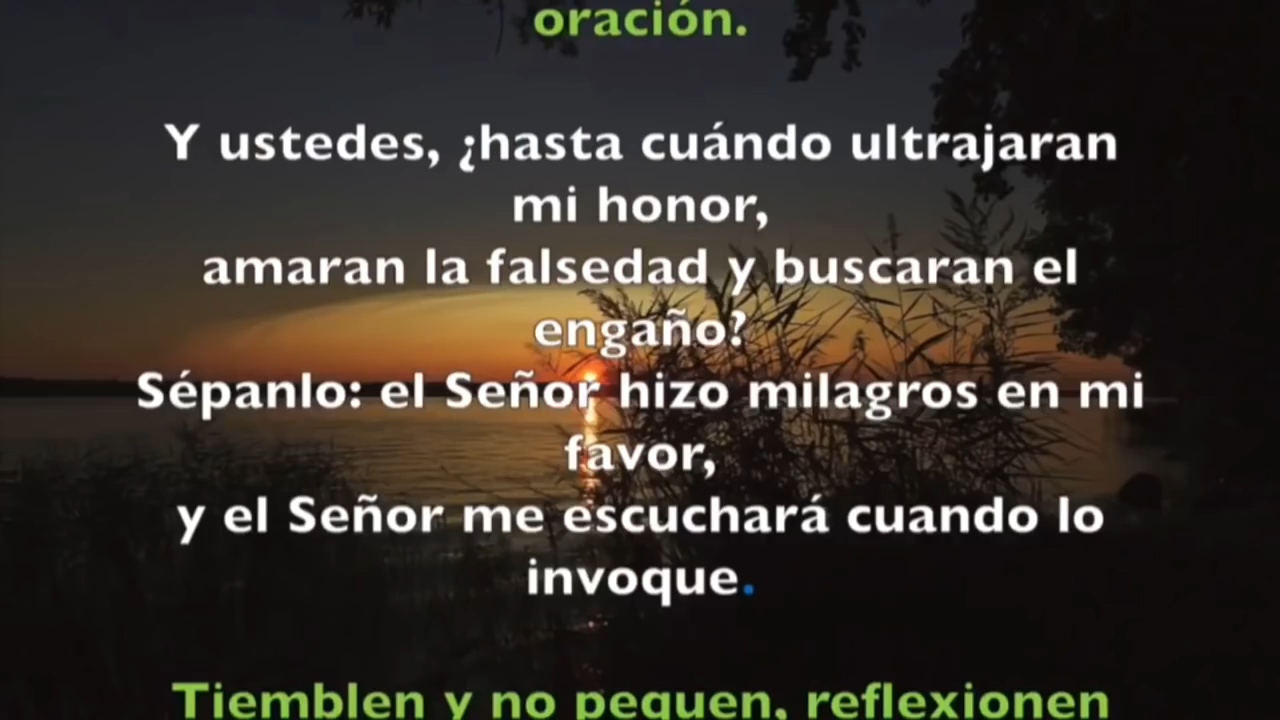 oración.
Y ustedes, ¿hasta cuándo ultrajaran
mi honor,
amaran la falsedad y buscaran el
engaño?
Sépanlo: el Señor hizo milagros en mi
favor,
y el Señor me escuchará cuando lo
invoque.
Tiemblen y no pequen, reflexionen